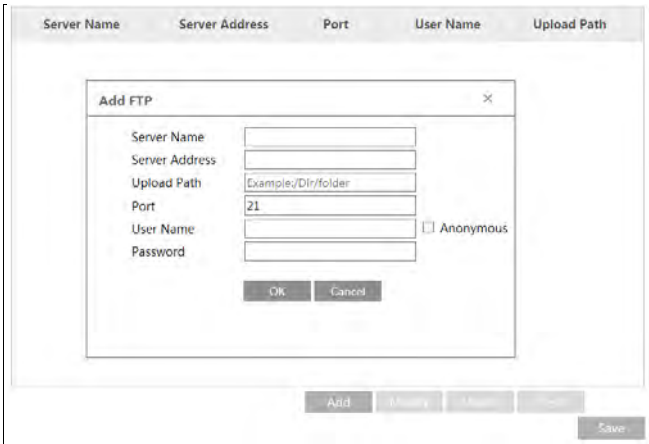 Server Name Server Address Port User Name Upload Path
Add FTP ×
Server Name
Server Address
Upload Path Example:/Dir/folder
Port 21
User Name Anonymous
Password
OK Cancel
Add
Save